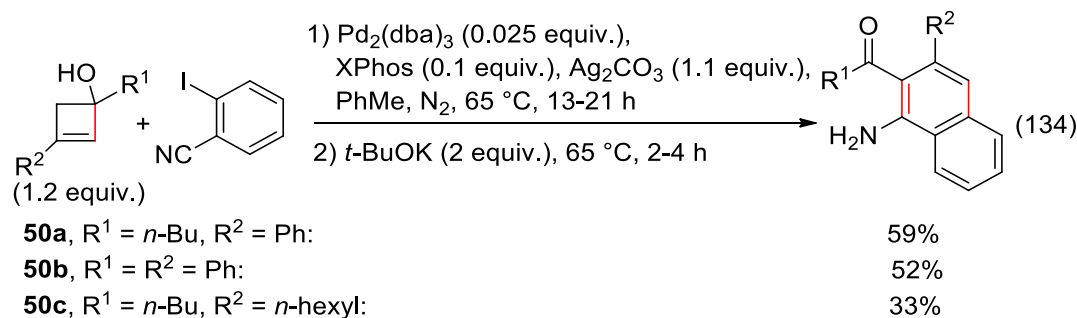 HO R¹
R²
+
I
NC
(1.2 equiv.)
1) Pd₂(dba)₃ (0.025 equiv.),
XPhos (0.1 equiv.), Ag₂CO₃ (1.1 equiv.),
PhMe, N₂, 65 °C, 13-21 h
2) t-BuOK (2 equiv.), 65 °C, 2-4 h
O R²
R¹
H₂N
(134)
50a, R¹ = n-Bu, R² = Ph: 59%
50b, R¹ = R² = Ph: 52%
50c, R¹ = n-Bu, R² = n-hexyl: 33%